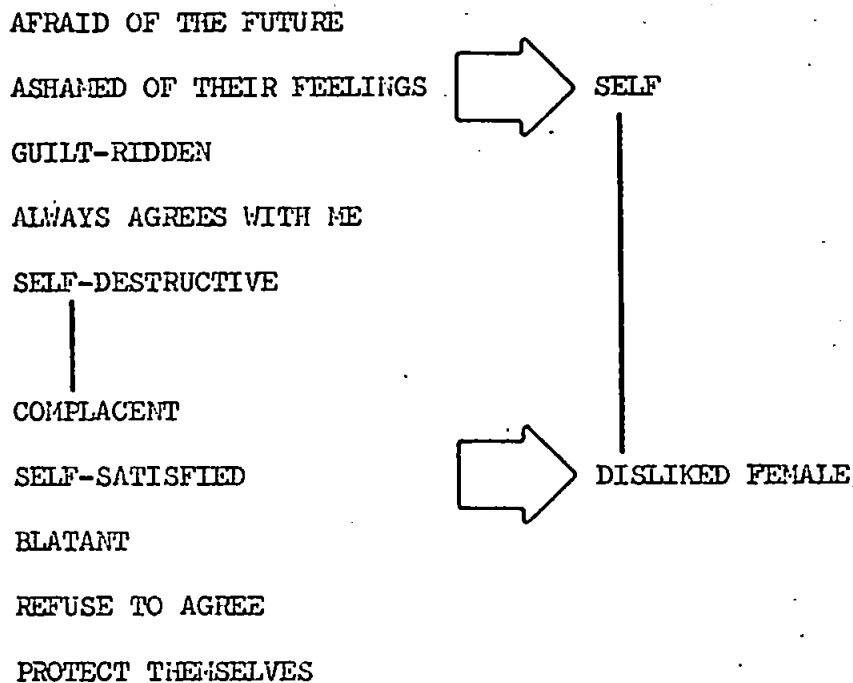 AFRAID OF THE FUTURE
ASHAMED OF THEIR FEELINGS
SELF
GUILT-RIDDEN
ALWAYS AGREES WITH ME
SELF-DESTRUCTIVE
COMPLACENT
SELF-SATISFIED
DISLIKED FEMALE
BLATANT
REFUSE TO AGREE
PROTECT THEMSELVES